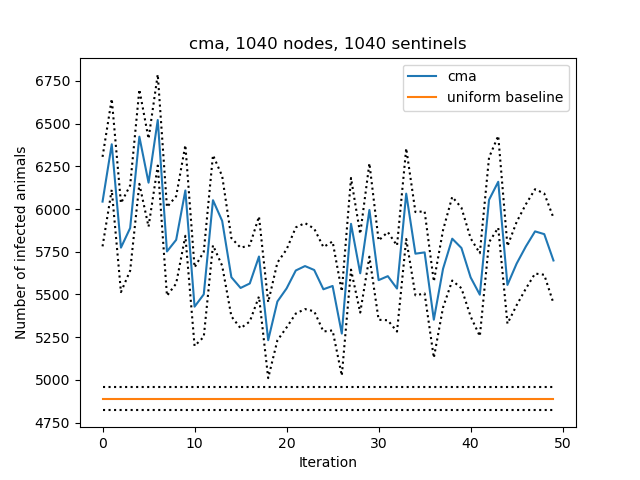 cma, 1040 nodes, 1040 sentinels
cma
uniform baseline
Number of infected animals
6750
6500
6250
6000
5750
5500
5250
5000
4750
0 10 20 30 40 50
Iteration